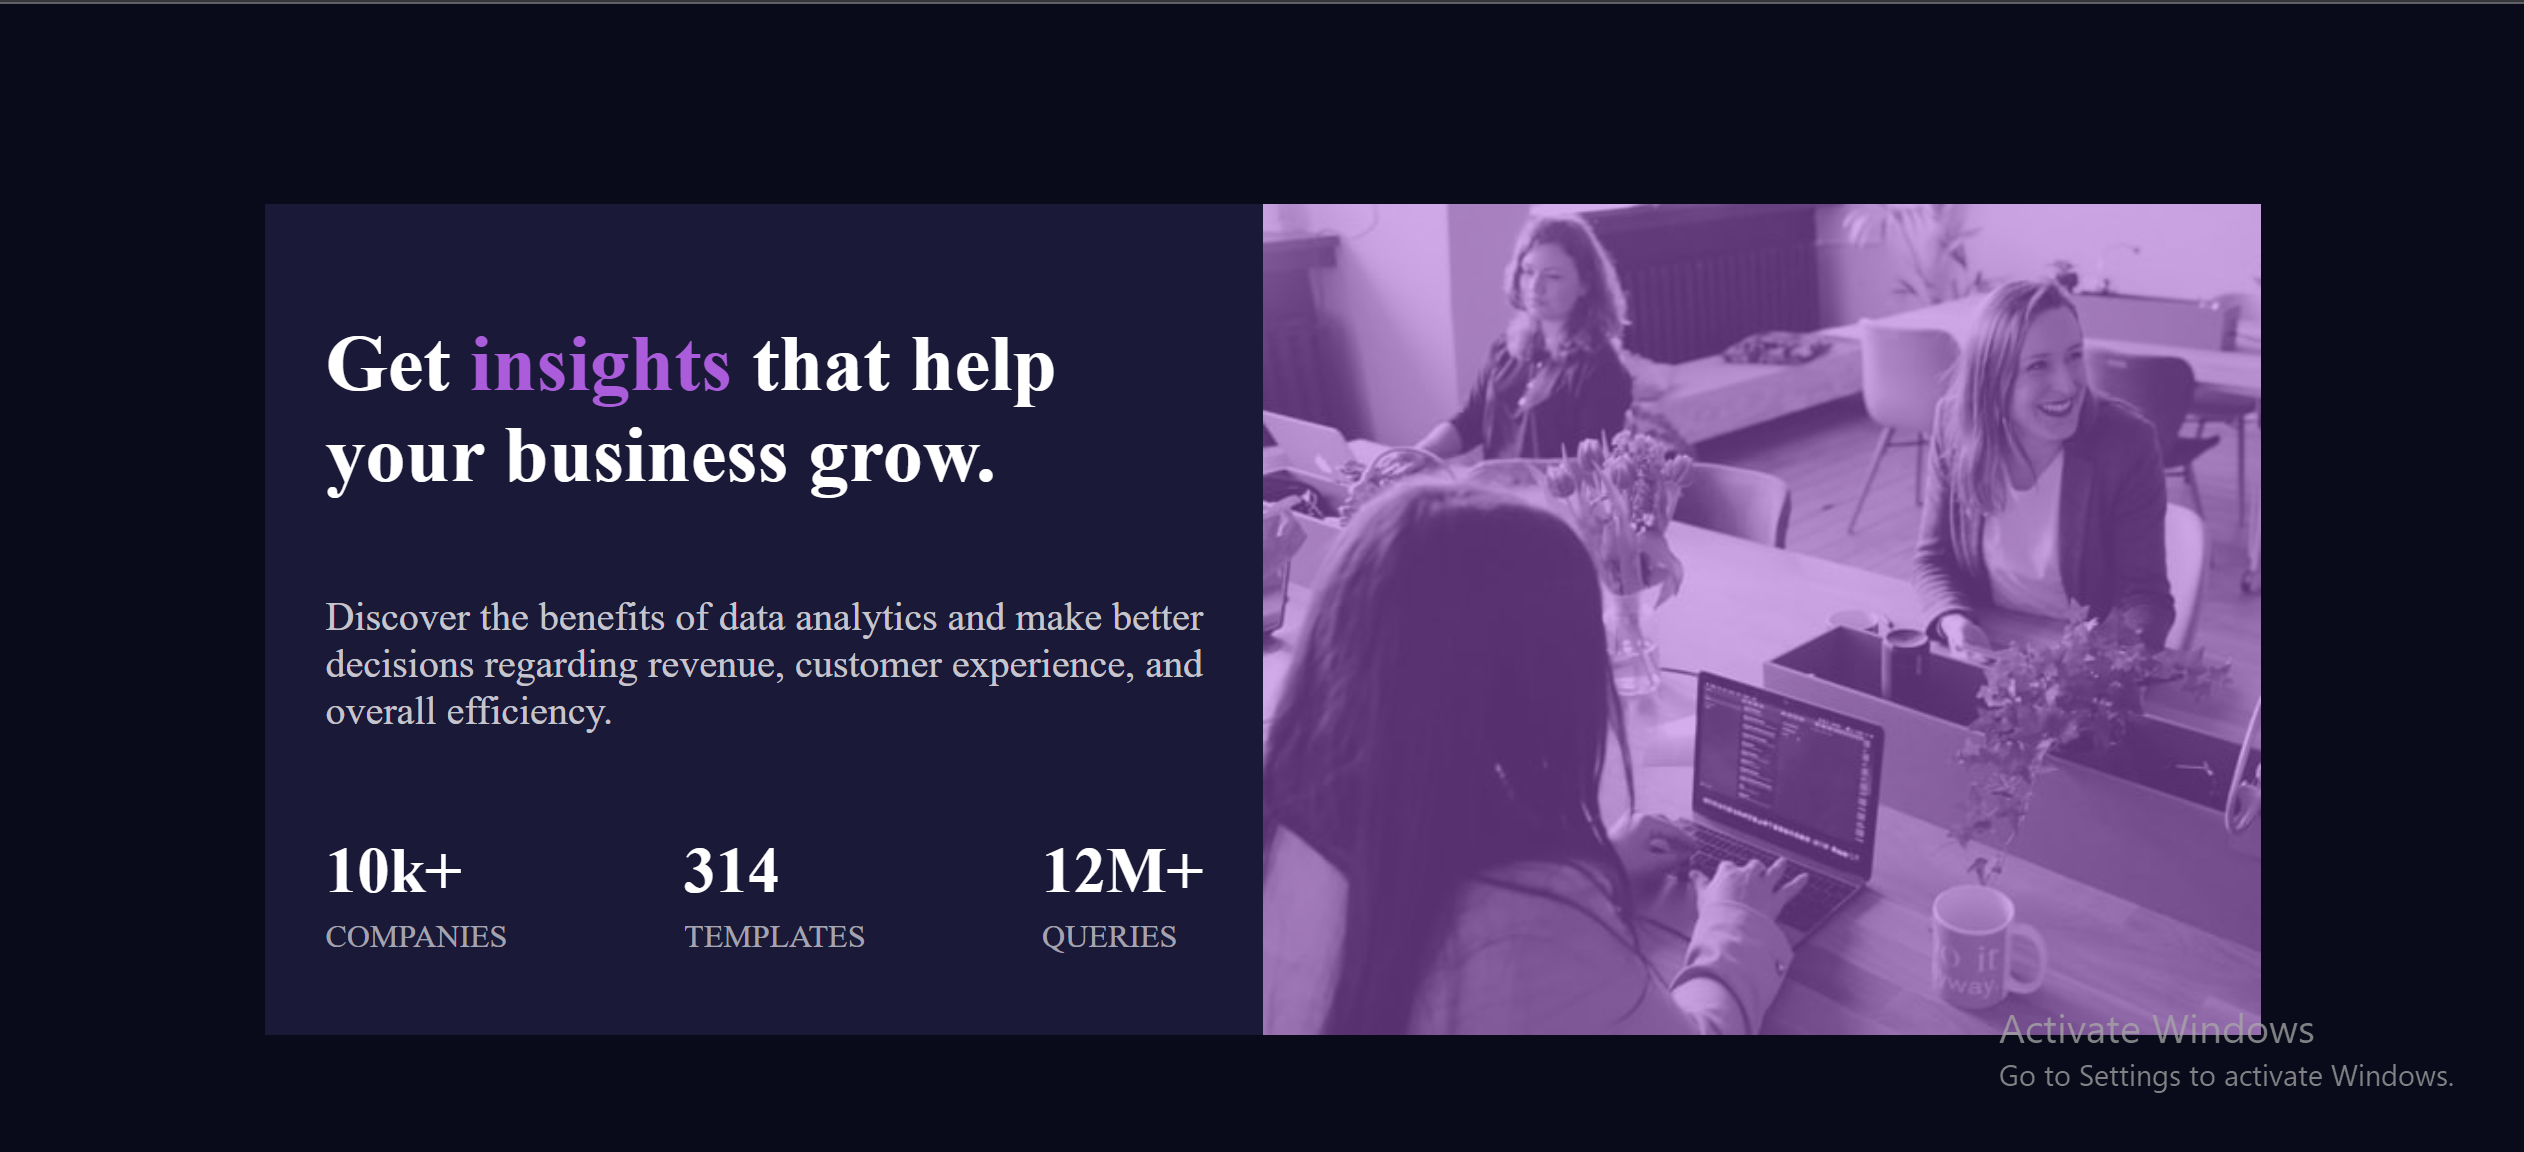 Get insights that help
your business grow.
Discover the benefits of data analytics and make better
decisions regarding revenue, customer experience, and
overall efficiency.
10k+ 314 12M+
COMPANIES TEMPLATES QUERIES
it
way.
Activate Windows
Go to Settings to activate Windows.